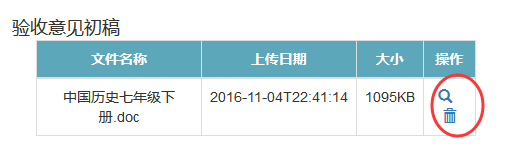 验收意见初稿
文件名称 上传日期 大小 操作
中国历史七年级下 2016-11-04T22:41:14 1095KB
册.doc